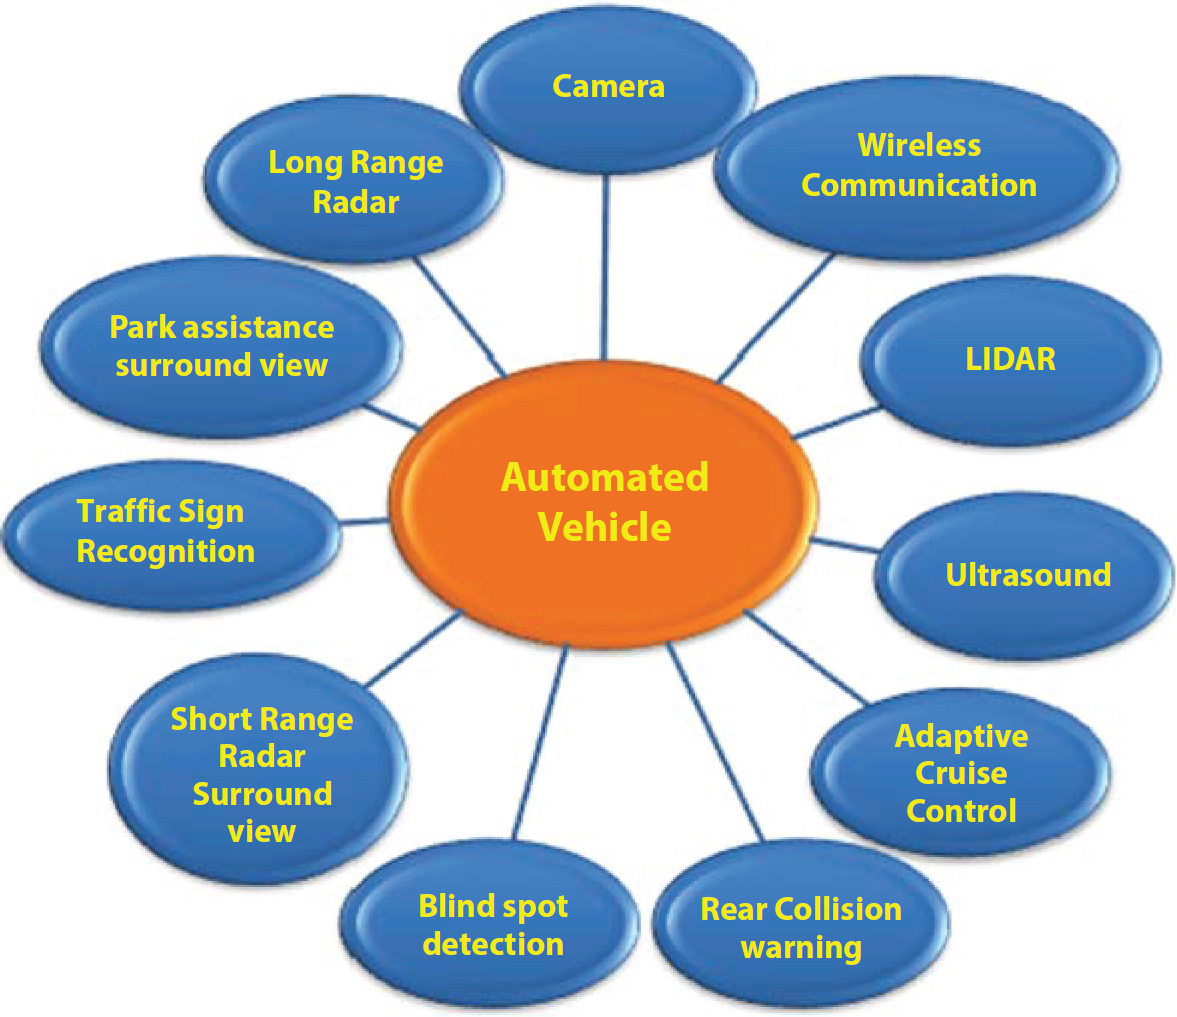 Camera
Wireless
Communication
Long Range
Radar
Park assistance
surround view
LIDAR
Automated
Vehicle
Traffic Sign
Recognition
Ultrasound
Short Range
Radar
Surround
view
Adaptive
Cruise
Control
Blind spot
detection
Rear Collision
warning